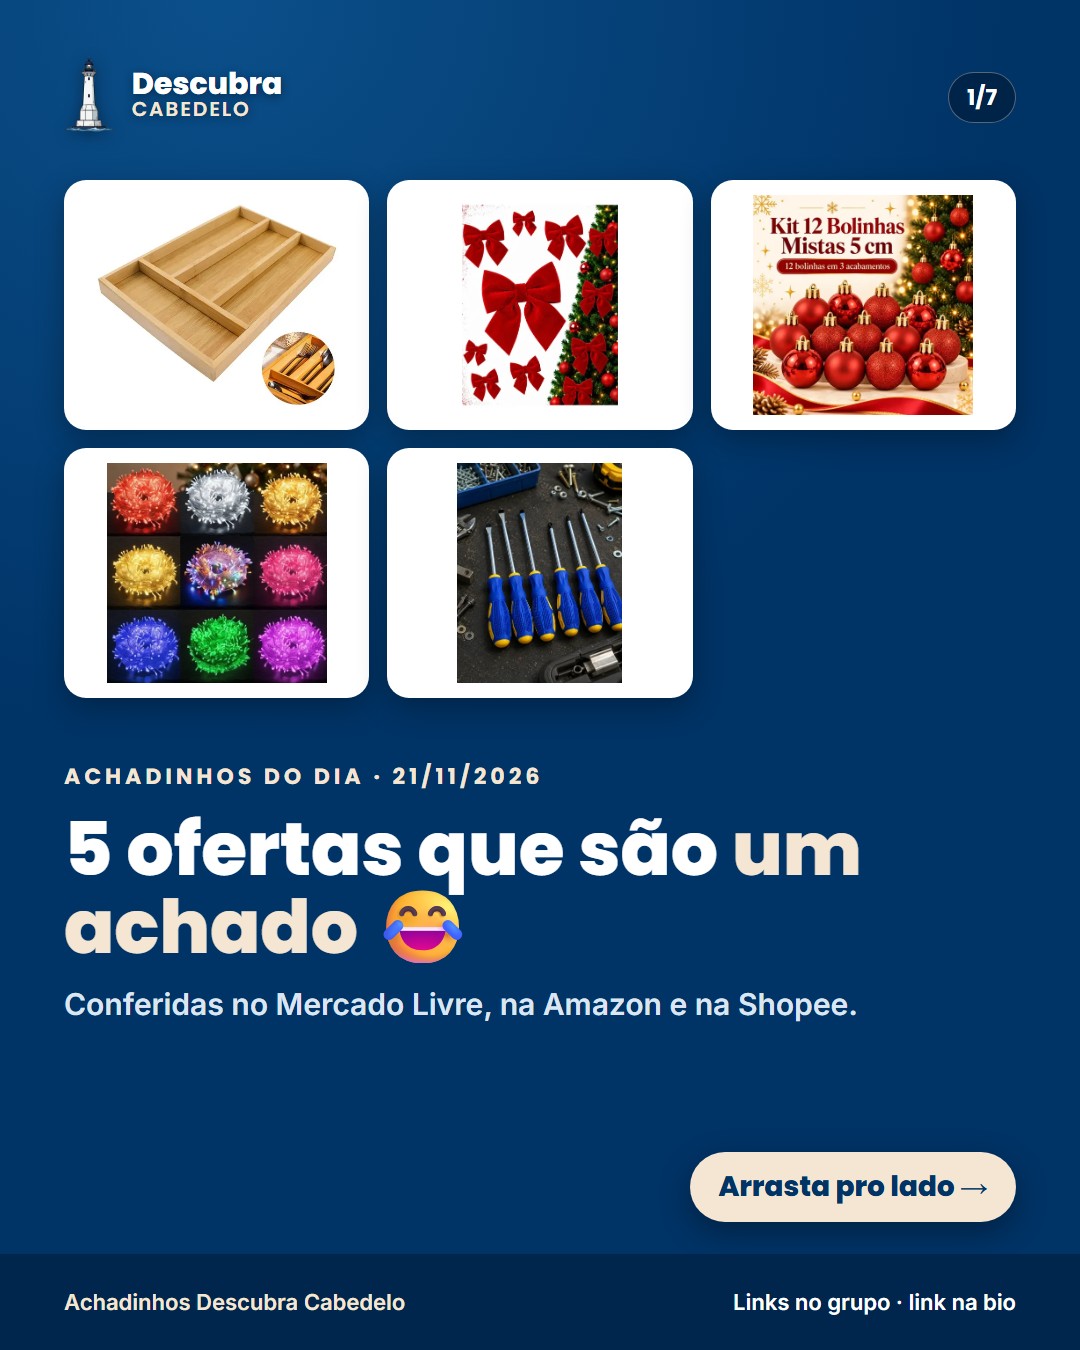 Descubra
CABEDELO
1/7
Kit 12 Bolinhas
Mistas 5 cm
12 bolinhas em 3 acabamentos
ACHADINHOS DO DIA · 21/11/2026
5 ofertas que são um
achado 😂
Conferidas no Mercado Livre, na Amazon e na Shopee.
Arrasta pro lado →
Achadinhos Descubra Cabedelo
Links no grupo · link na bio